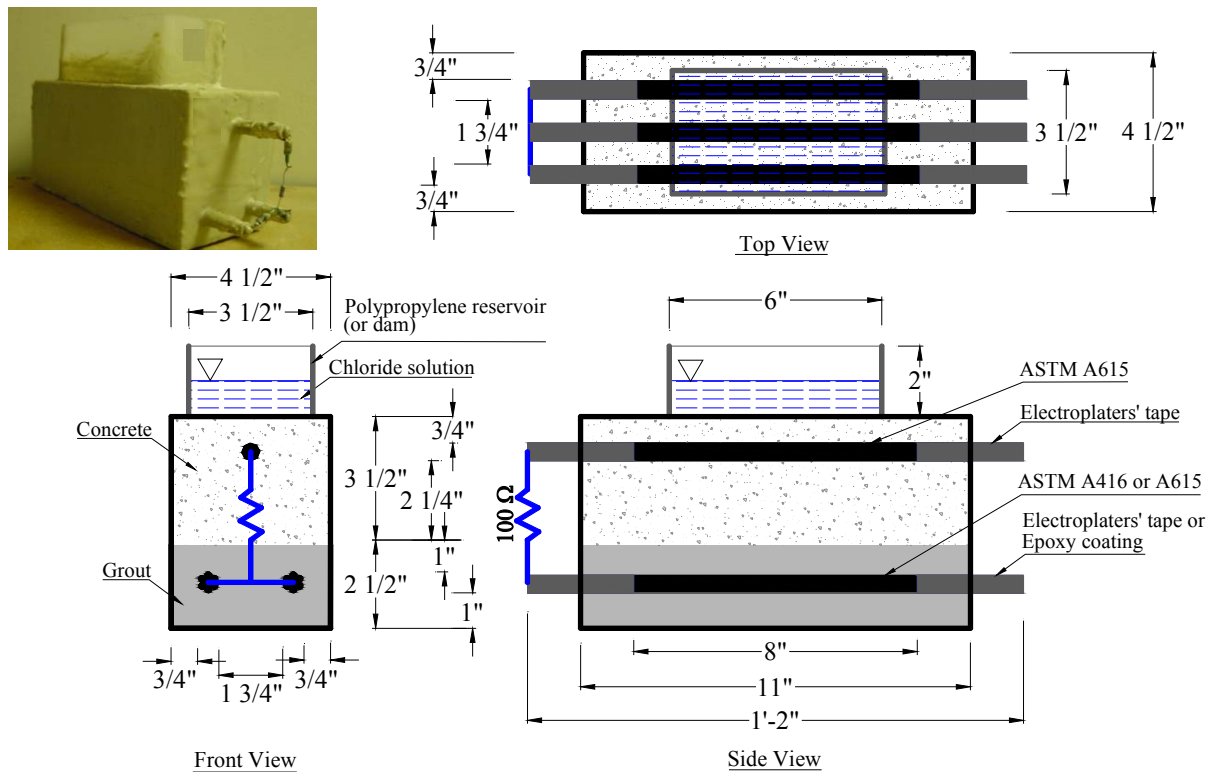 3/4"
1 3/4"
3/4"
3 1/2"
4 1/2"
Top View
4 1/2"
3 1/2"
Polypropylene reservoir
(or dam)
Chloride solution
Concrete
Grout
3/4"
3 1/2"
2 1/4"
1"
2 1/2"
1"
3/4"
1 3/4"
3/4"
Front View
6"
2"
ASTM A615
Electroplaters' tape
ASTM A416 or A615
Electroplaters' tape or
Epoxy coating
100 Ω
8"
11"
1'-2"
Side View